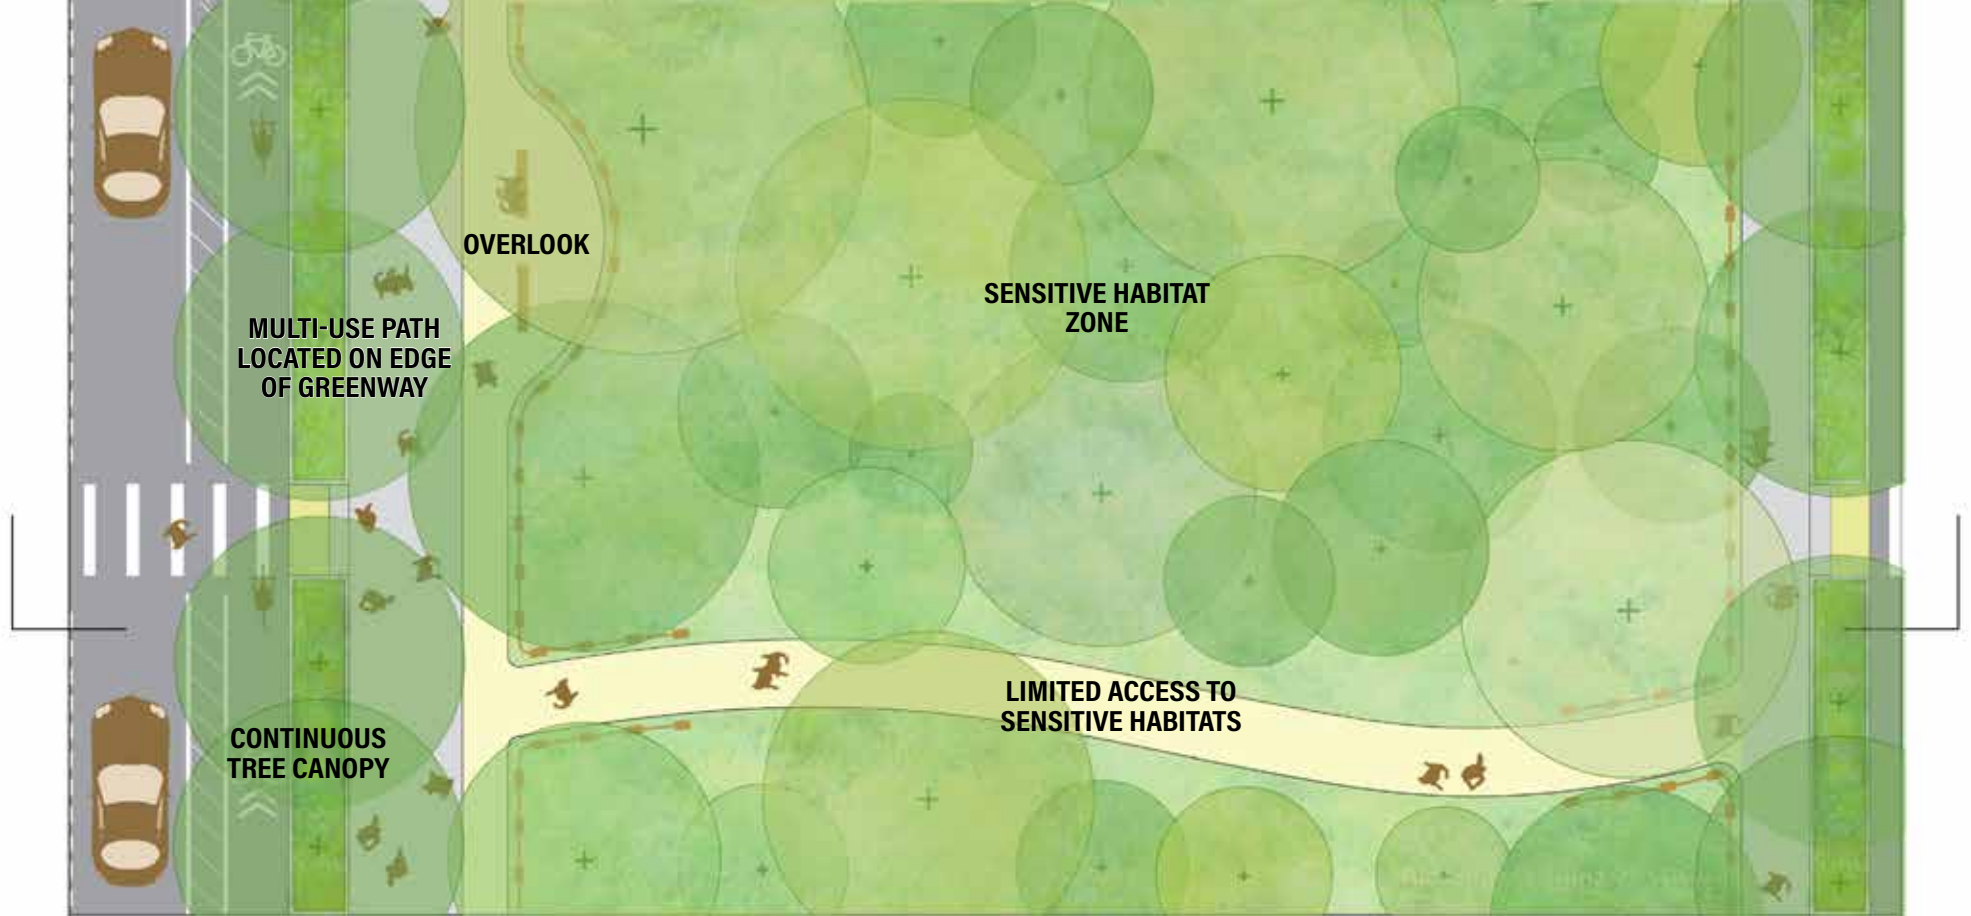 OVERLOOK
SENSITIVE HABITAT
ZONE
MULTI-USE PATH
LOCATED ON EDGE
OF GREENWAY
LIMITED ACCESS TO
SENSITIVE HABITATS
CONTINUOUS
TREE CANOPY